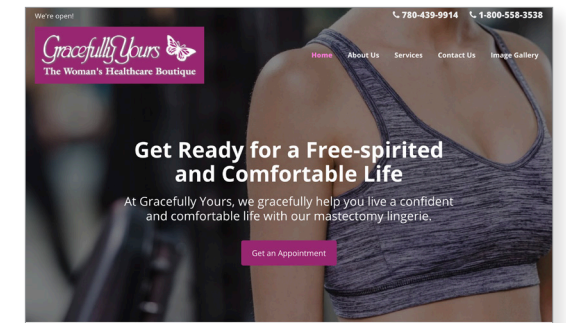 We're open!
780-439-9914 1-800-558-3538
Gracefully Yours
The Woman's Healthcare Boutique
Home About Us Services Contact Us Image Gallery
Get Ready for a Free-spirited
and Comfortable Life
At Gracefully Yours, we gracefully help you live a confident
and comfortable life with our mastectomy lingerie.
Get an Appointment